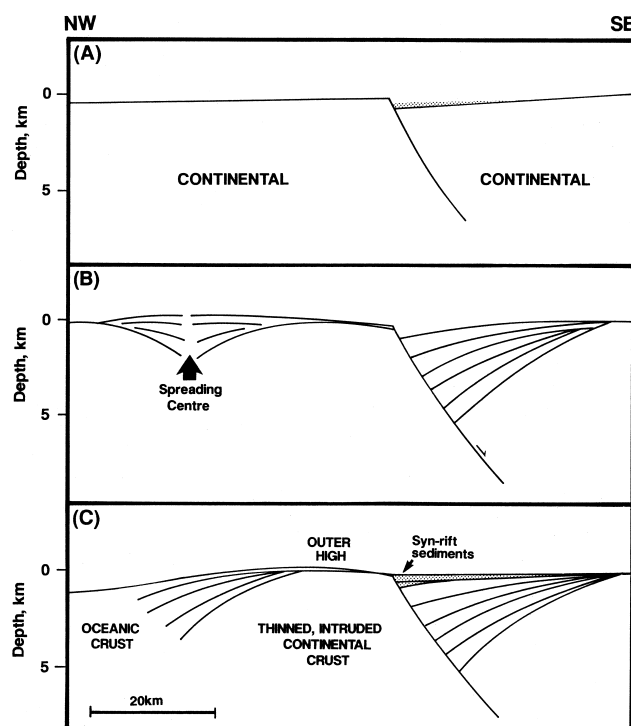 NW
SE
(A)
0
Depth, km
5
CONTINENTAL
CONTINENTAL
(B)
0
Depth, km
5
Spreading
Centre
(C)
OUTER
HIGH
Syn-rift
sediments
0
Depth, km
OCEANIC
CRUST
THINNED, INTRUDED
CONTINENTAL
CRUST
5
20km